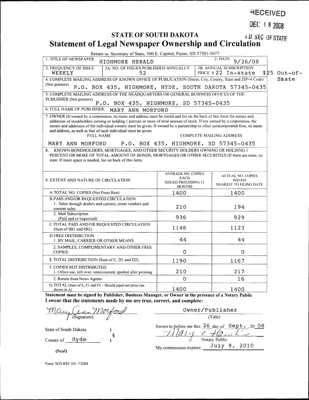 RECEIVED
DEC 18 2008
S.D. SEC OF STATE
STATE OF SOUTH DAKOTA
Statement of Legal Newspaper Ownership and Circulation
Return to: Secretary of State, 500 E. Capitol, Pierre, SD 57501-5077
1. TITLE OF NEWSPAPER HIGHMORE HERALD 2. DATE 9/26/08
3. FREQUENCY OF ISSUE WEEKLY 3A. NO. OF ISSUES PUBLISHED ANNUALLY 52 3B. ANNUAL SUBSCRIPTION PRICE $ 22 In-state $25 Out-of-State
4. COMPLETE MAILING ADDRESS OF KNOWN OFFICE OF PUBLICATION (Street, City, County, State and ZIP+4 Code) (Not printers)
P.O. BOX 435, HIGHMORE, HYDE, SOUTH DAKOTA 57345-0435
5. COMPLETE MAILING ADDRESS OF THE HEADQUARTERS OR GENERAL BUSINESS OFFICE OF THE PUBLISHER (Not printers)
P.O. BOX 435, HIGHMORE, SD 57345-0435
6. FULL NAME OF PUBLISHER: MARY ANN MORFORD
7. OWNER (If owned by a corporation, its name and address must be stated and list on the back of this form the names and
addresses of stockholders owning or holding 1 percent or more of total amount of stock. If not owned by a corporation, the
names and addresses of the individual owners must be given. If owned by a partnership or other unincorporated firm, its name
and address, as well as that of each individual must be given.
FULL NAME COMPLETE MAILING ADDRESS
MARY ANN MORFORD P.O. BOX 435, HIGHMORE, SD 57345-0435
8. KNOWN BONDHOLDERS, MORTGAGEES, AND OTHER SECURITY HOLDERS OWNING OR HOLDING 1
PERCENT OR MORE OF TOTAL AMOUNT OF BONDS, MORTGAGES OR OTHER SECURITIES (If there are none, so
state. If more space is needed, list on back of this form.
9. EXTENT AND NATURE OF CIRCULATION
AVERAGE NO. COPIES EACH ISSUED PRECEDING 12 MONTHS
ACTUAL NO. COPIES ISSUED NEAREST TO FILING DATE
A.TOTAL NO. COPIES (Net Press Run) 1400 1400
B.PAID AND/OR REQUESTED CIRCULATION
1. Sales through dealers and carriers, street vendors and counter sales. 210 194
2. Mail Subscription (Paid and/or requested) 936 929
C.TOTAL PAID AND/OR REQUESTED CIRCULATION (Sum of 9B1 and 9B2) 1146 1123
D.FREE DISTRIBUTION
1. BY MAIL, CARRIER OR OTHER MEANS 44 44
2. SAMPLES, COMPLIMENTARY AND OTHER FREE COPIES 0 0
E. TOTAL DISTRIBUTION (Sum of C, D1 and D2) 1190 1167
F. COPIES NOT DISTRIBUTED
1. Office use, left over, unaccounted, spoiled after printing 210 217
2. Return from News Agents 0 16
G.TOTAL (Sum of E, F1 and F2 - Should equal net press run shown in A) 1400 1400
Statement must be signed by Publisher, Business Manager, or Owner in the presence of a Notary Public
I swear that the statements made by me are true, correct, and complete:
Mary Ann Morford Owner/Publisher
(Signature) (Title)
State of South Dakota ) Sworn to before me this 26 day of Sept., 20 08
) § Mary C
County of Hyde ) Notary Public
(Seal) My commission expires: July 8, 2010
Form: SOS REC 051 7/2004